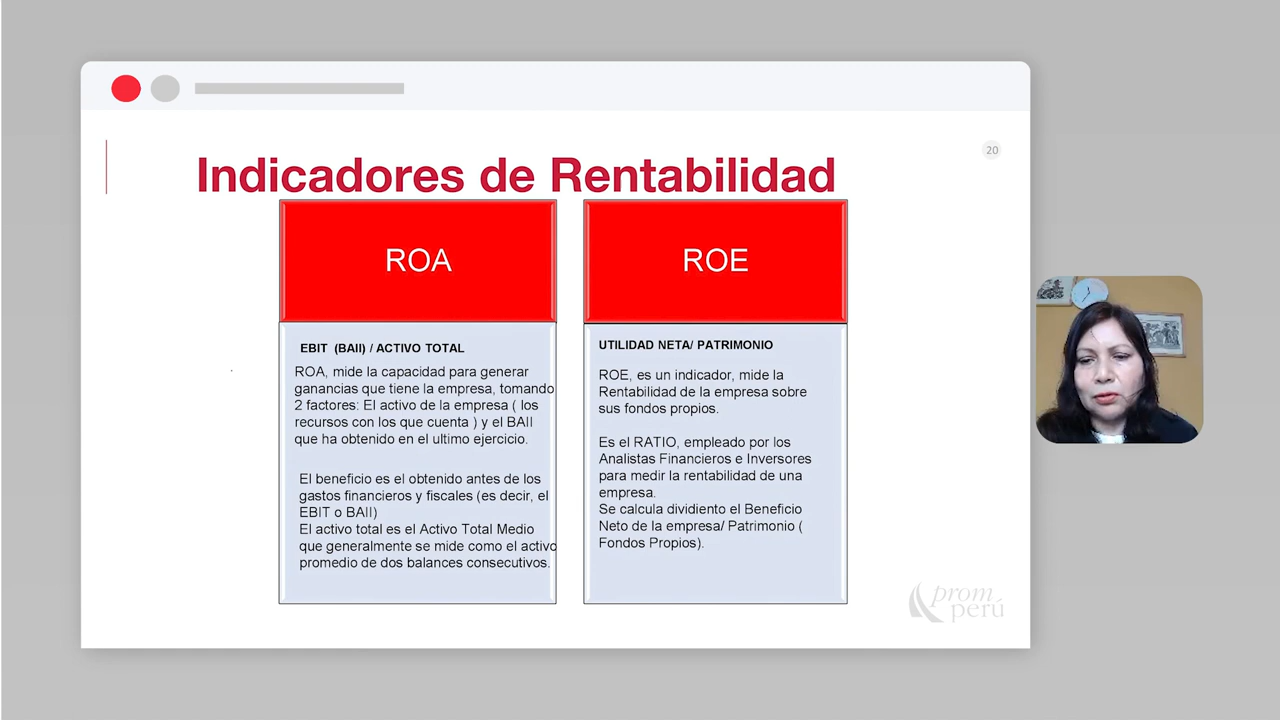 Indicadores de Rentabilidad
20
ROA
EBIT (BAII) / ACTIVO TOTAL
ROA, mide la capacidad para generar
ganancias que tiene la empresa, tomando
2 factores: El activo de la empresa ( los
recursos con los que cuenta ) y el BAII
que ha obtenido en el ultimo ejercicio.
El beneficio es el obtenido antes de los
gastos financieros y fiscales (es decir, el
EBIT o BAII)
El activo total es el Activo Total Medio
que generalmente se mide como el activo
promedio de dos balances consecutivos.
ROE
UTILIDAD NETA/ PATRIMONIO
ROE, es un indicador, mide la
Rentabilidad de la empresa sobre
sus fondos propios.
Es el RATIO, empleado por los
Analistas Financieros e Inversores
para medir la rentabilidad de una
empresa.
Se calcula dividiento el Beneficio
Neto de la empresa/ Patrimonio (
Fondos Propios).
prom
perú